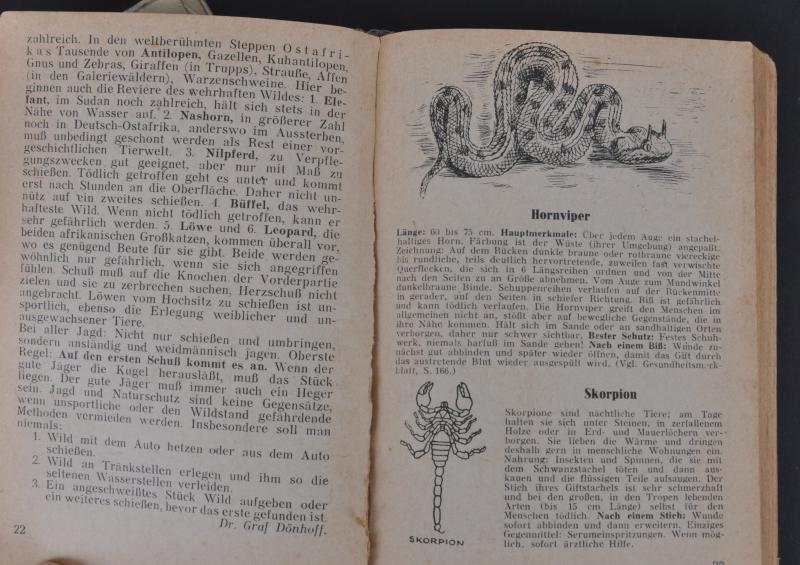 zahlreich. In den weltberühmten Steppen Ostafri-
kas Tausende von Antilopen, Gazellen, Kuhantilopen,
Gnus und Zebras, Giraffen (in Trupps), Strauße, Affen
(in den Galeriewäldern), Warzenschweine. Hier be-
ginnen auch die Reviere des wehrhaften Wildes: 1. Ele-
fant, im Sudan noch zahlreich, hält sich stets in der
Nähe von Wasser auf. 2. Nashorn, in größerer Zahl
noch in Deutsch-Ostafrika, anderswo im Aussterben,
muß unbedingt geschont werden als Rest einer vor-
geschichtlichen Tierwelt. 3. Nilpferd, zu Verpfle-
gungszwecken gut geeignet, aber nur mit Maß zu
schießen. Tödlich getroffen geht es unter und kommt
erst nach Stunden an die Oberfläche. Daher nicht un-
nütz auf ein zweites schießen. 4. Büffel, das wehr-
hafteste Wild. Wenn nicht tödlich getroffen, kann er
sehr gefährlich werden. 5. Löwe und 6. Leopard, die
beiden afrikanischen Großkatzen, kommen überall vor,
wo es genügend Beute für sie gibt. Beide werden ge-
wöhnlich nur gefährlich, wenn sie sich angegriffen
fühlen. Schuß muß auf die Knochen der Vorderpartie
zielen und sie zu zerbrechen suchen, Herzschuß nicht
angebracht. Löwen vom Hochsitz zu schießen ist un-
sportlich, ebenso die Erlegung weiblicher und un-
ausgewachsener Tiere.
Bei aller Jagd: Nicht nur schießen und umbringen,
sondern anständig und weidmännisch jagen. Oberste
Regel: Auf den ersten Schuß kommt es an. Wenn der
gute Jäger die Kugel herausläßt, muß das Stück
liegen. Der gute Jäger muß immer auch ein Heger
sein. Jagd und Naturschutz sind keine Gegensätze,
wenn unsportliche oder den Wildstand gefährdende
Methoden vermieden werden. Insbesondere soll man
niemals:
1. Wild mit dem Auto hetzen oder aus dem Auto
schießen.
2. Wild an Tränkstellen erlegen und ihm so die
seltenen Wasserstellen verleiden.
3. Ein angeschweißtes Stück Wild aufgeben oder
ein weiteres schießen, bevor das erste gefunden ist.
Dr. Graf Dönhoff.
22
Hornviper
Länge: 60 bis 75 cm. Hauptmerkmale: Über jedem Auge ein stachel-
haltiges Horn. Färbung ist der Wüste (ihrer Umgebung) angepaßt.
Zeichnung: Auf dem Rücken dunkle braune oder rotbraune viereckige
bis rundliche, teils deutlich hervortretende, zuweilen fast verwischte
Querflecken, die sich in 6 Längsreihen ordnen und von der Mitte
nach den Seiten zu an Größe abnehmen. Vom Auge zum Mundwinkel
dunkelbraune Binde. Schuppenreihen verlaufen auf der Rückenmitte
in gerader, auf den Seiten in schiefer Richtung. Biß ist gefährlich
und kann tödlich verlaufen. Die Hornviper greift den Menschen im
allgemeinen nicht an, stößt aber auf bewegliche Gegenstände, die in
ihre Nähe kommen. Hält sich im Sande oder an sandhaltigen Orten
verborgen, daher nur schwer sichtbar. Bester Schutz: Festes Schuh-
werk, niemals barfuß im Sande gehen! Nach einem Biß: Wunde zu-
nächst gut abbinden und später wieder öffnen, damit das Gift durch
das austretende Blut wieder ausgespült wird. (Vgl. Gesundheitsmerk-
blatt, S. 166.)
Skorpion
Skorpione sind nächtliche Tiere; am Tage
halten sie sich unter Steinen, in zerfallenem
Holze oder in Erd- und Mauerlöchern ver-
borgen. Sie lieben die Wärme und dringen
deshalb gern in menschliche Wohnungen ein.
Nahrung: Insekten und Spinnen, die sie mit
dem Schwanzstachel töten und dann aus-
kauen und die flüssigen Teile aufsaugen. Der
Stich ihres Giftstachels ist sehr schmerzhaft
und bei den großen, in den Tropen lebenden
Arten (bis 15 cm Länge) selbst für den
Menschen tödlich. Nach einem Stich: Wunde
sofort abbinden und dann erweitern. Einziges
Gegenmittel: Serumeinspritzungen. Wenn mög-
lich, sofort ärztliche Hilfe.
SKORPION